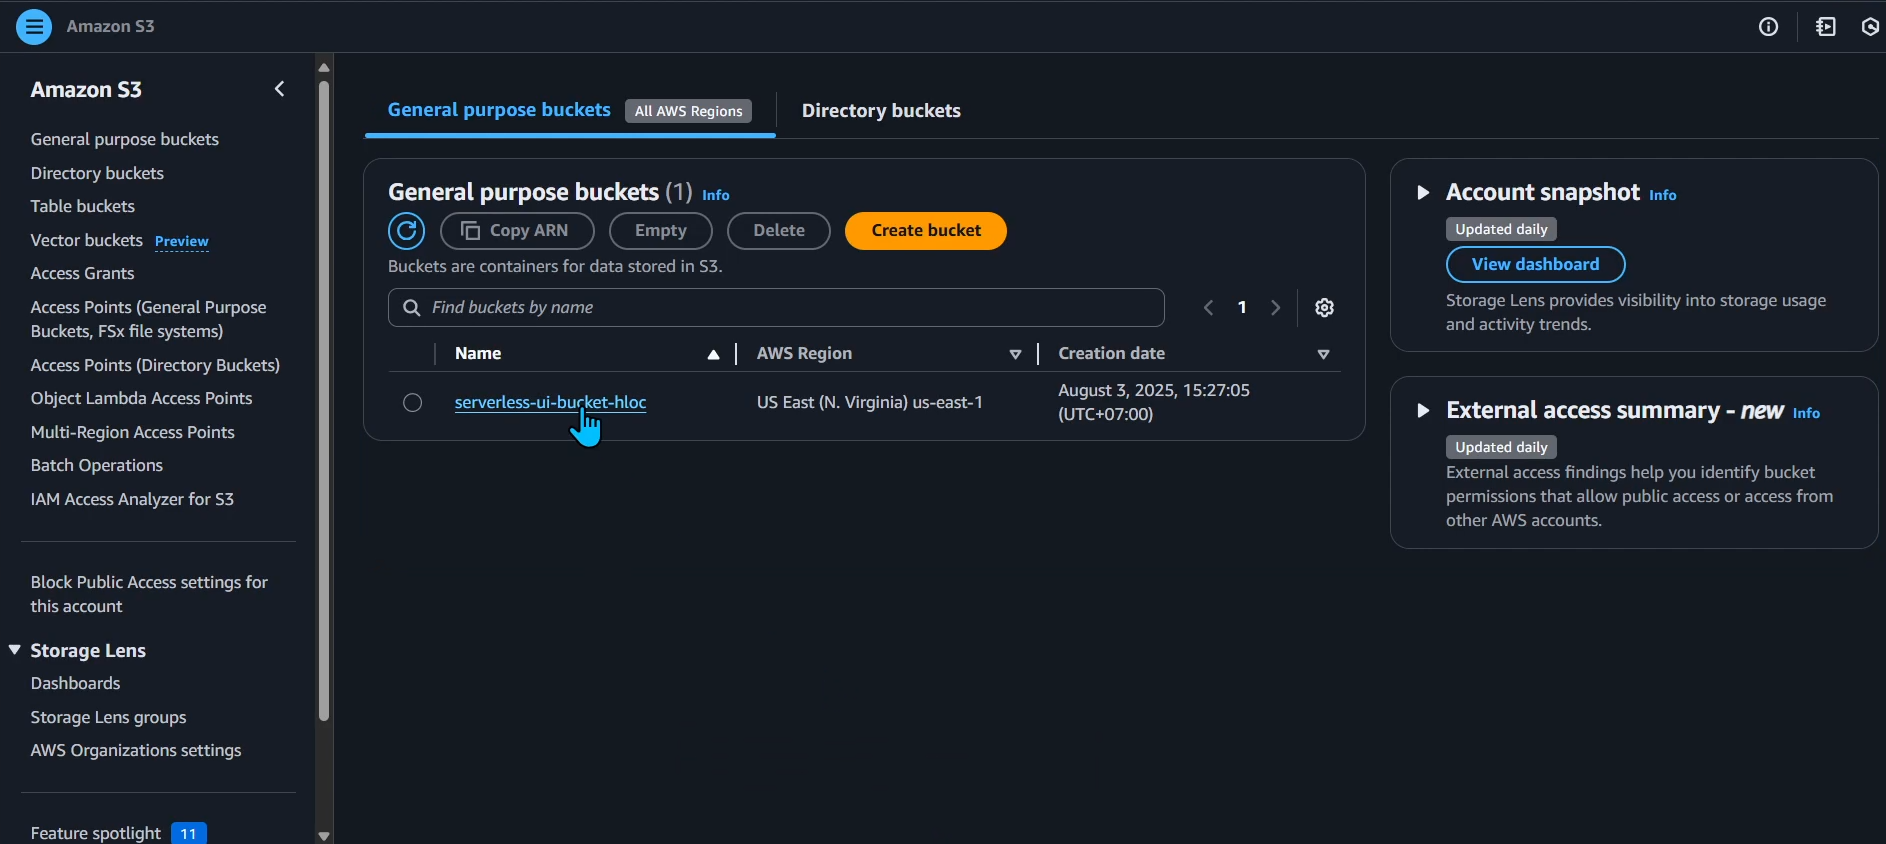 Amazon S3
Amazon S3
General purpose buckets
Directory buckets
Table buckets
Vector buckets Preview
Access Grants
Access Points (General Purpose
Buckets, FSx file systems)
Access Points (Directory Buckets)
Object Lambda Access Points
Multi-Region Access Points
Batch Operations
IAM Access Analyzer for S3
Block Public Access settings for
this account
Storage Lens
Dashboards
Storage Lens groups
AWS Organizations settings
Feature spotlight 11
General purpose buckets All AWS Regions Directory buckets
General purpose buckets (1) Info
Copy ARN Empty Delete Create bucket
Buckets are containers for data stored in S3.
Find buckets by name 1
Name AWS Region Creation date
serverless-ui-bucket-hloc US East (N. Virginia) us-east-1 August 3, 2025, 15:27:05
(UTC+07:00)
Account snapshot Info
Updated daily
View dashboard
Storage Lens provides visibility into storage usage
and activity trends.
External access summary - new Info
Updated daily
External access findings help you identify bucket
permissions that allow public access or access from
other AWS accounts.